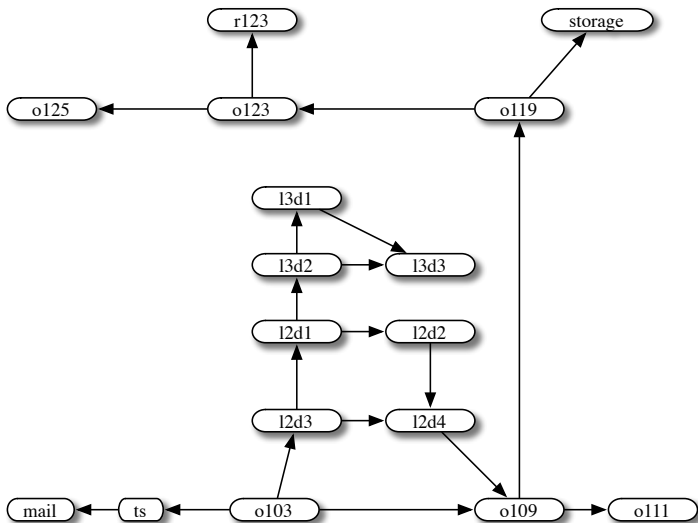 r123
storage
o125
o123
o119
l3d1
l3d2
l3d3
l2d1
l2d2
l2d3
l2d4
mail
ts
o103
o109
o111